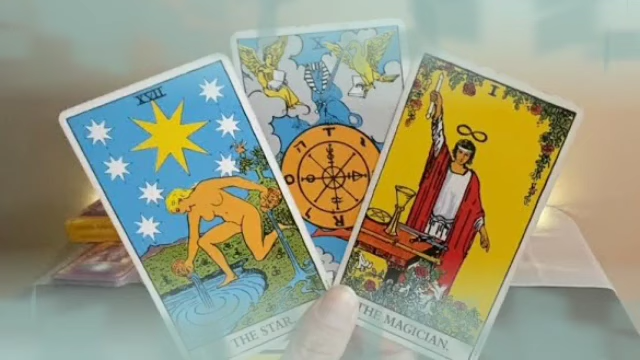 XVII
THE STAR.
X
T
A
R
O
I
THE MAGICIAN.